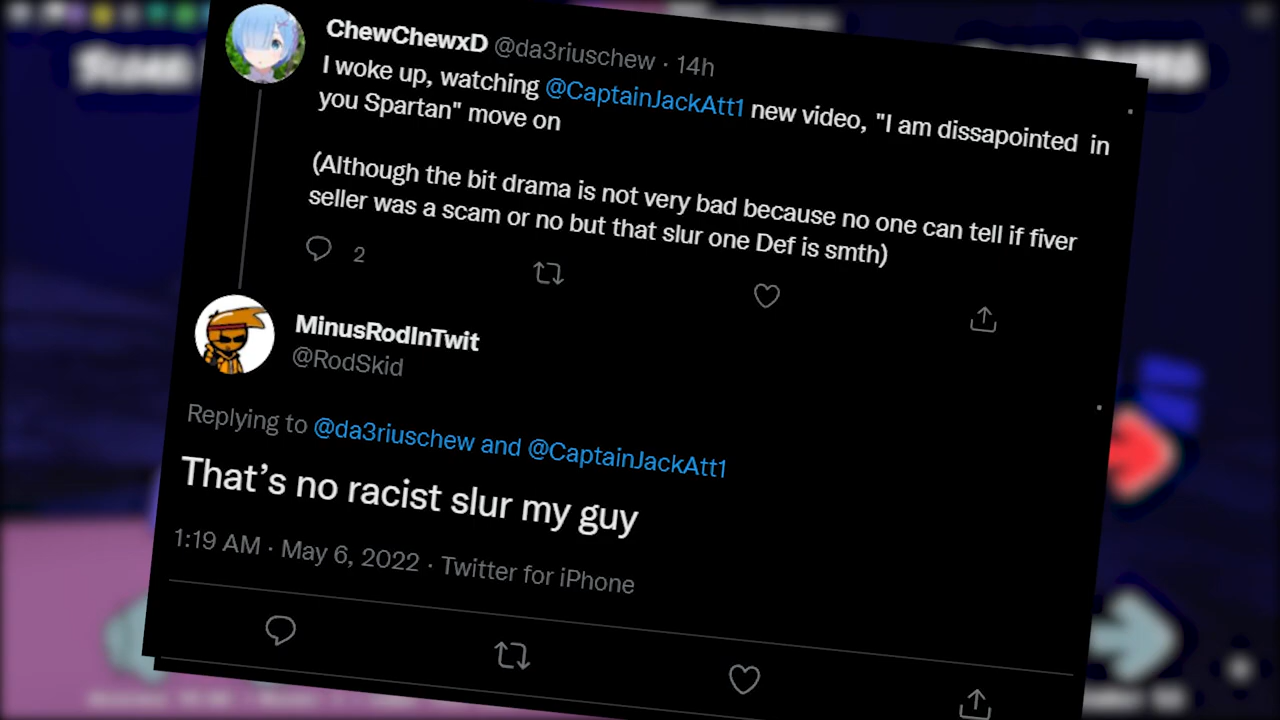 ChewChewxD @da3riuschew · 14h
I woke up, watching @CaptainJackAtt1 new video, "I am dissapointed in
you Spartan" move on
(Although the bit drama is not very bad because no one can tell if fiver
seller was a scam or no but that slur one Def is smth)
2
MinusRodInTwit
@RodSkid
Replying to @da3riuschew and @CaptainJackAtt1
That's no racist slur my guy
1:19 AM · May 6, 2022 · Twitter for iPhone